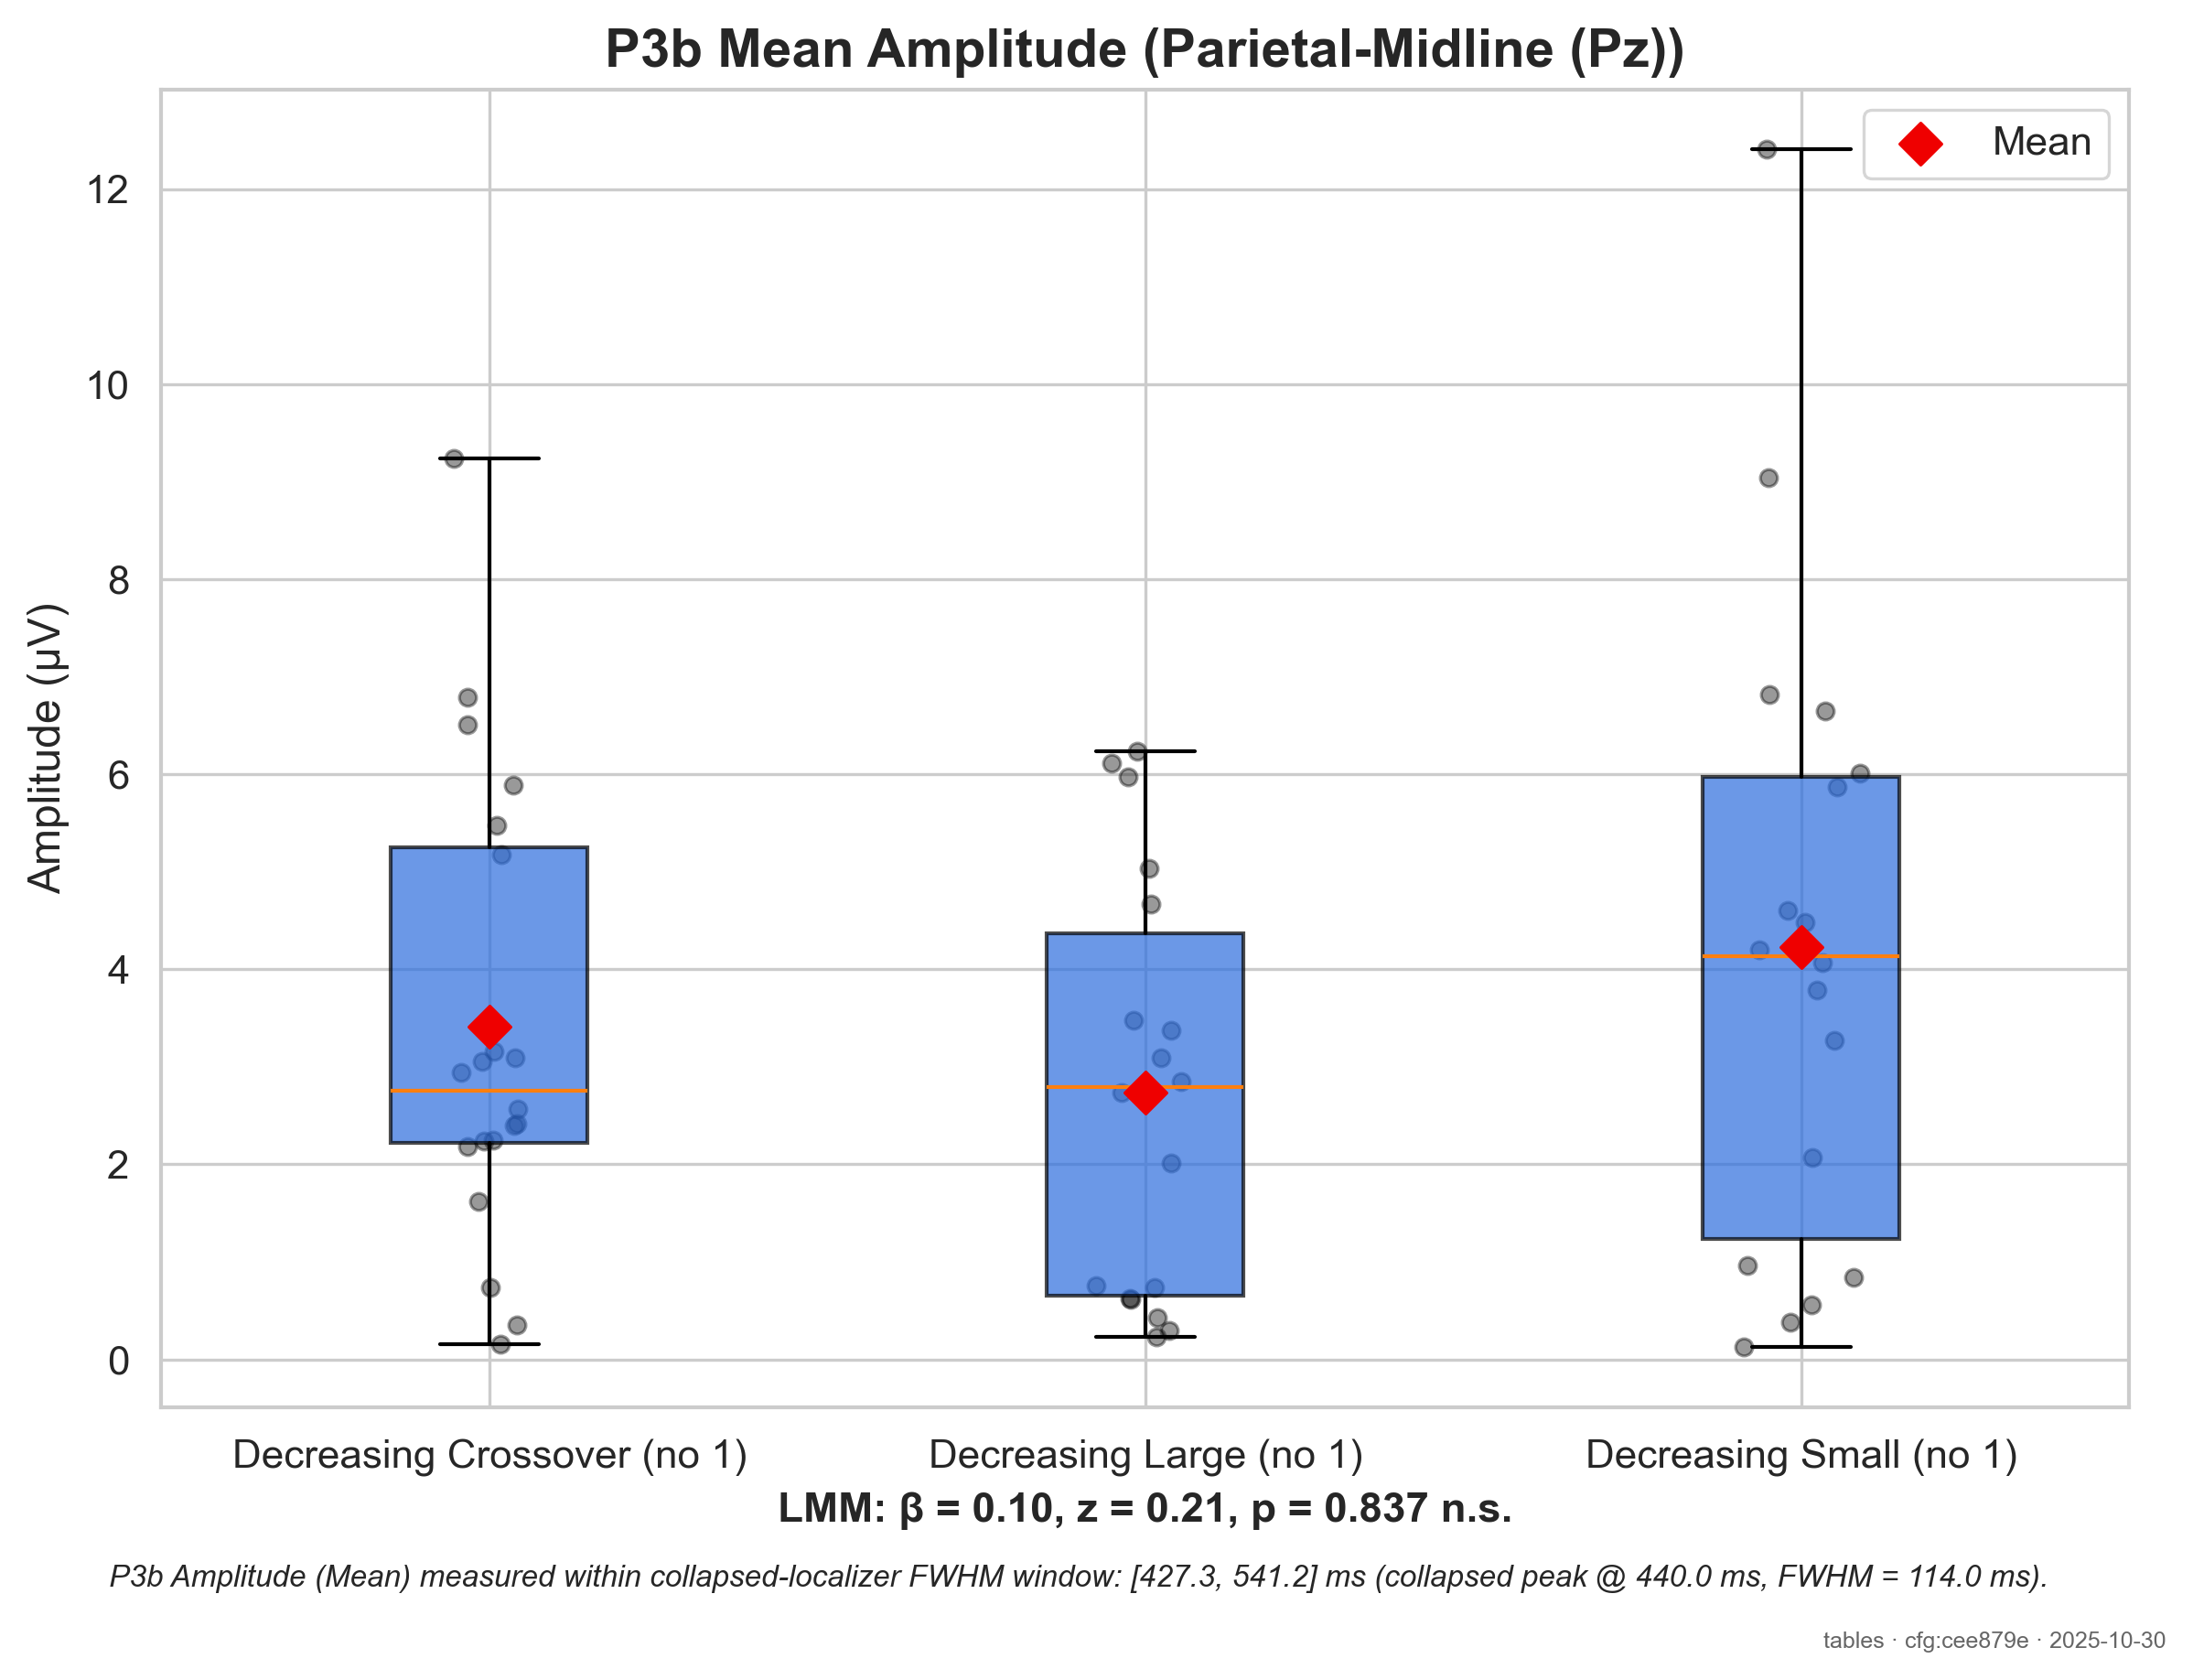 P3b Mean Amplitude (Parietal-Midline (Pz))
Mean
Amplitude (µV)
12
10
8
6
4
2
0
Decreasing Crossover (no 1)
Decreasing Large (no 1)
Decreasing Small (no 1)
LMM: β = 0.10, z = 0.21, p = 0.837 n.s.
P3b Amplitude (Mean) measured within collapsed-localizer FWHM window: [427.3, 541.2] ms (collapsed peak @ 440.0 ms, FWHM = 114.0 ms).
tables · cfg:cee879e · 2025-10-30